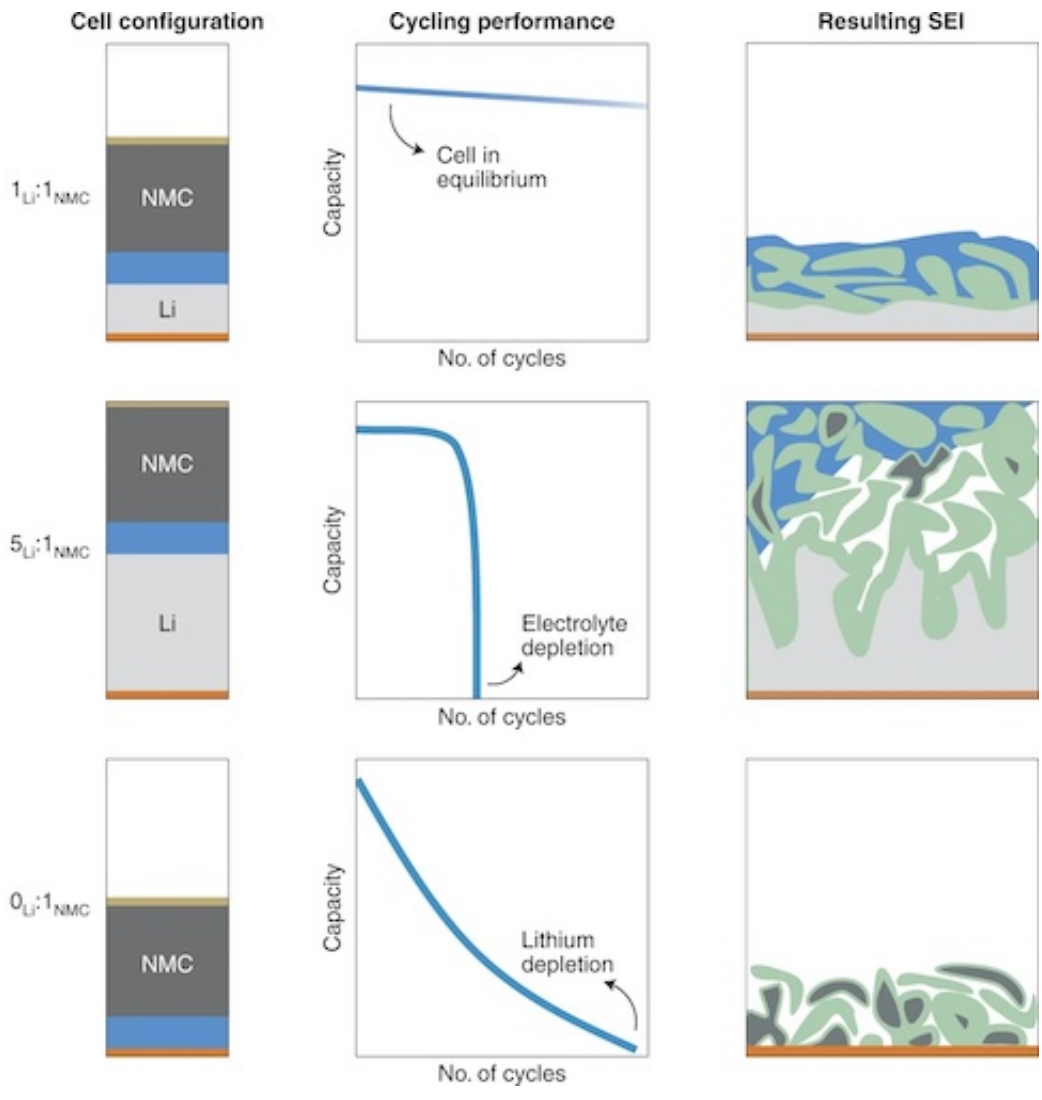 Cell configuration
Cycling performance
Resulting SEI
1Li:1NMC
NMC
Li
Capacity
Cell in
equilibrium
No. of cycles
5Li:1NMC
NMC
Li
Capacity
Electrolyte
depletion
No. of cycles
0Li:1NMC
NMC
Capacity
Lithium
depletion
No. of cycles